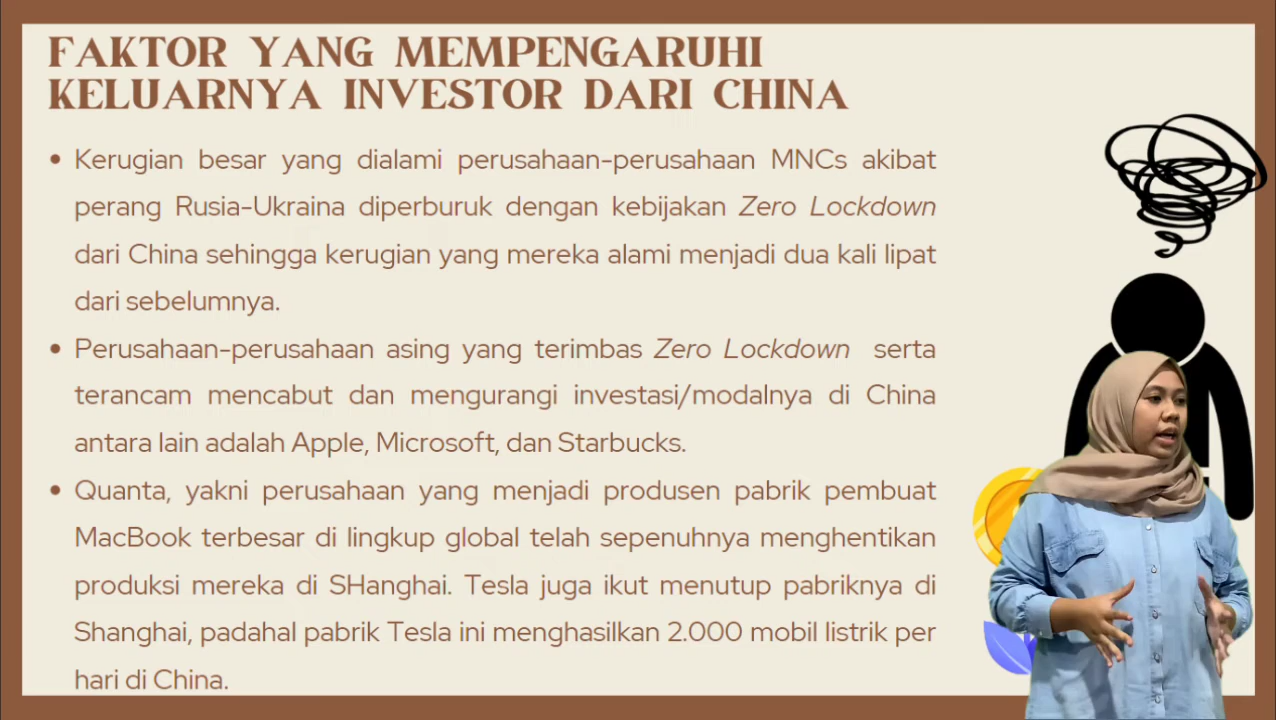 FAKTOR YANG MEMPENGARUHI
KELUARNYA INVESTOR DARI CHINA
• Kerugian besar yang dialami perusahaan-perusahaan MNCs akibat
perang Rusia-Ukraina diperburuk dengan kebijakan Zero Lockdown
dari China sehingga kerugian yang mereka alami menjadi dua kali lipat
dari sebelumnya.
• Perusahaan-perusahaan asing yang terimbas Zero Lockdown serta
terancam mencabut dan mengurangi investasi/modalnya di China
antara lain adalah Apple, Microsoft, dan Starbucks.
• Quanta, yakni perusahaan yang menjadi produsen pabrik pembuat
MacBook terbesar di lingkup global telah sepenuhnya menghentikan
produksi mereka di SHanghai. Tesla juga ikut menutup pabriknya di
Shanghai, padahal pabrik Tesla ini menghasilkan 2.000 mobil listrik per
hari di China.